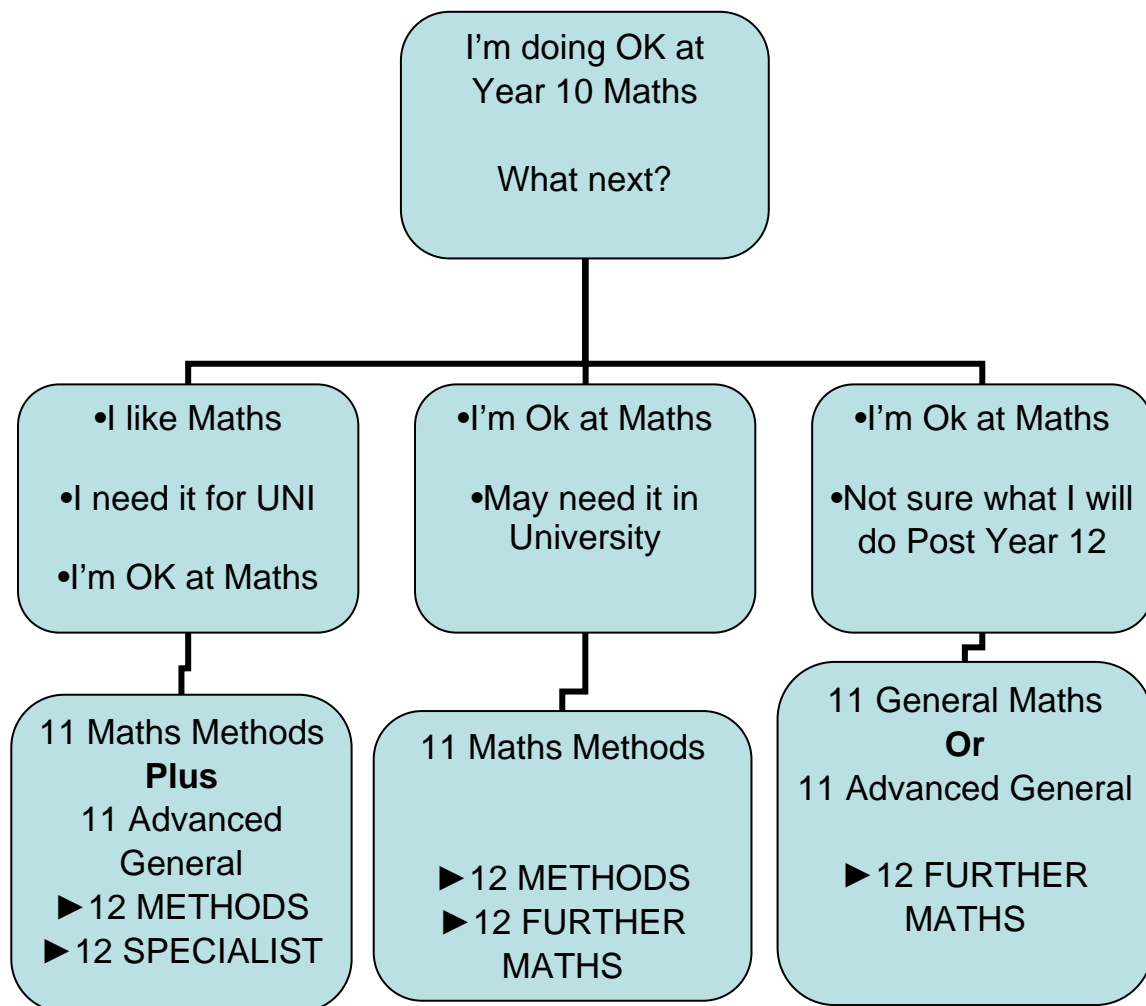 I’m doing OK at
Year 10 Maths
What next?
•I like Maths
•I need it for UNI
•I’m OK at Maths
•I’m Ok at Maths
•May need it in
University
•I’m Ok at Maths
•Not sure what I will
do Post Year 12
11 Maths Methods
Plus
11 Advanced
General
►12 METHODS
►12 SPECIALIST
11 Maths Methods
►12 METHODS
►12 FURTHER
MATHS
11 General Maths
Or
11 Advanced General
►12 FURTHER
MATHS